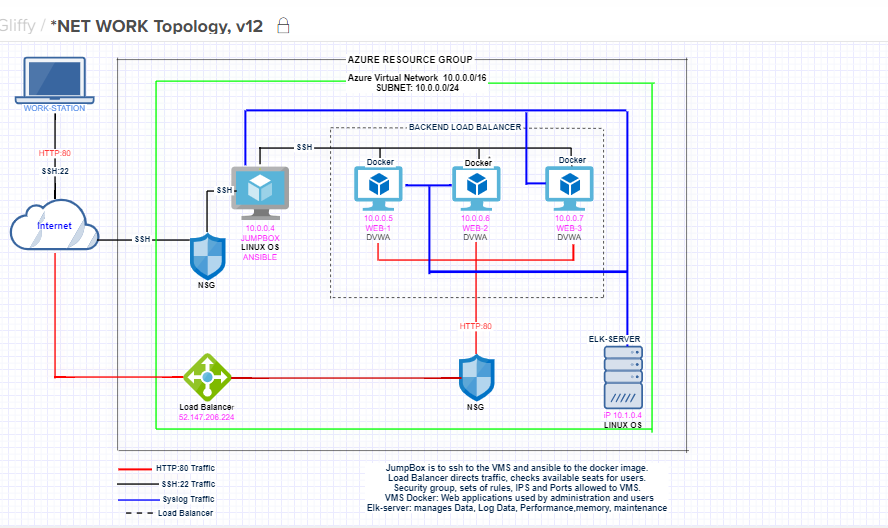 Gliffy / *NET WORK Topology, v12
AZURE RESOURCE GROUP
Azure Virtual Network 10.0.0.0/16
SUBNET: 10.0.0.0/24
WORK-STATION
HTTP:80
SSH:22
Internet
SSH
SSH
SSH
BACKEND LOAD BALANCER
Docker
Docker
Docker
10.0.0.4
JUMPBOX
LINUX OS
ANSIBLE
10.0.0.5
WEB-1
DVWA
10.0.0.6
WEB-2
DVWA
10.0.0.7
WEB-3
DVWA
NSG
HTTP:80
ELK-SERVER
Load Balancer
52.147.206.224
NSG
iP 10.1.0.4
LINUX OS
HTTP:80 Traffic
SSH:22 Traffic
Syslog Traffic
Load Balancer
JumpBox is to ssh to the VMS and ansible to the docker image.
Load Balancer directs traffic, checks available seats for users.
Security group, sets of rules, IPS and Ports allowed to VMS.
VMS Docker: Web applications used by administration and users
Elk-server: manages Data, Log Data, Performance,memory, maintenance